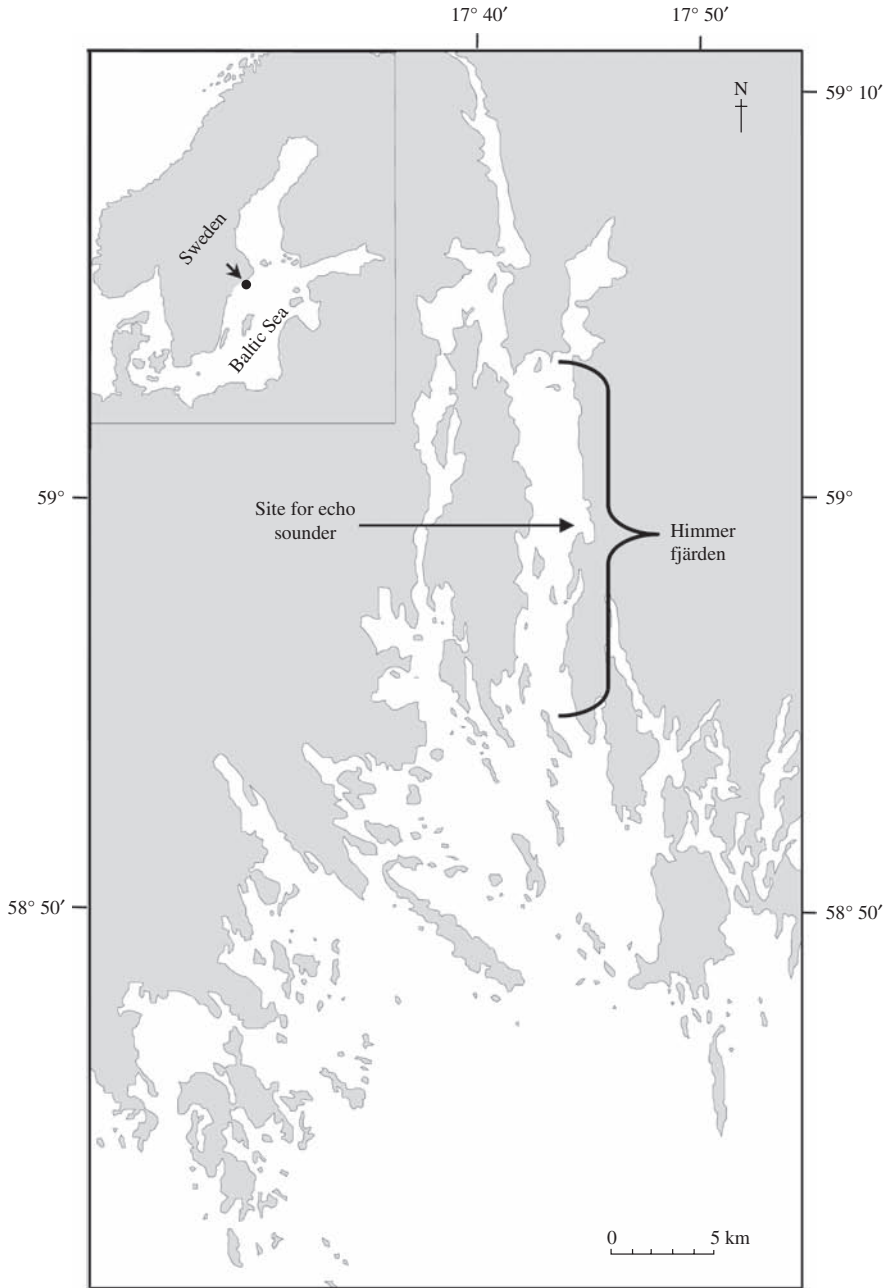 17° 40′
17° 50′
59° 10′
N
Sweden
Baltic Sea
59°
59°
Site for echo
sounder
Himmer
fjärden
58° 50′
58° 50′
0
5 km